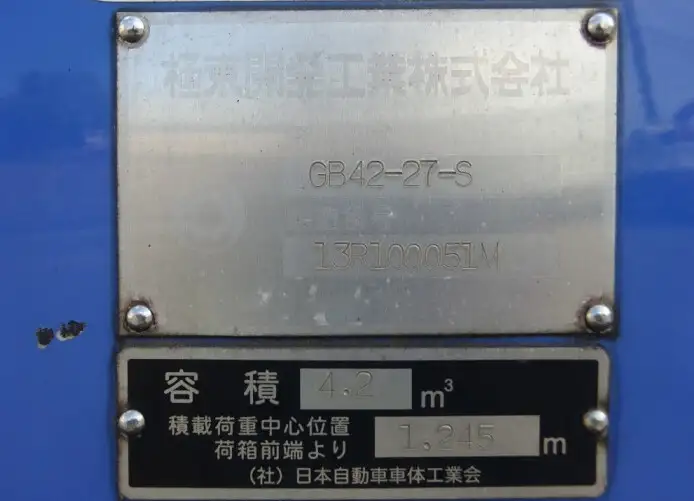 極東開発工業株式会社
GB42-27-S
13R100051M
容積 4.2 m³
積載荷重中心位置
荷箱前端より 1.245 m
(社)日本自動車車体工業会